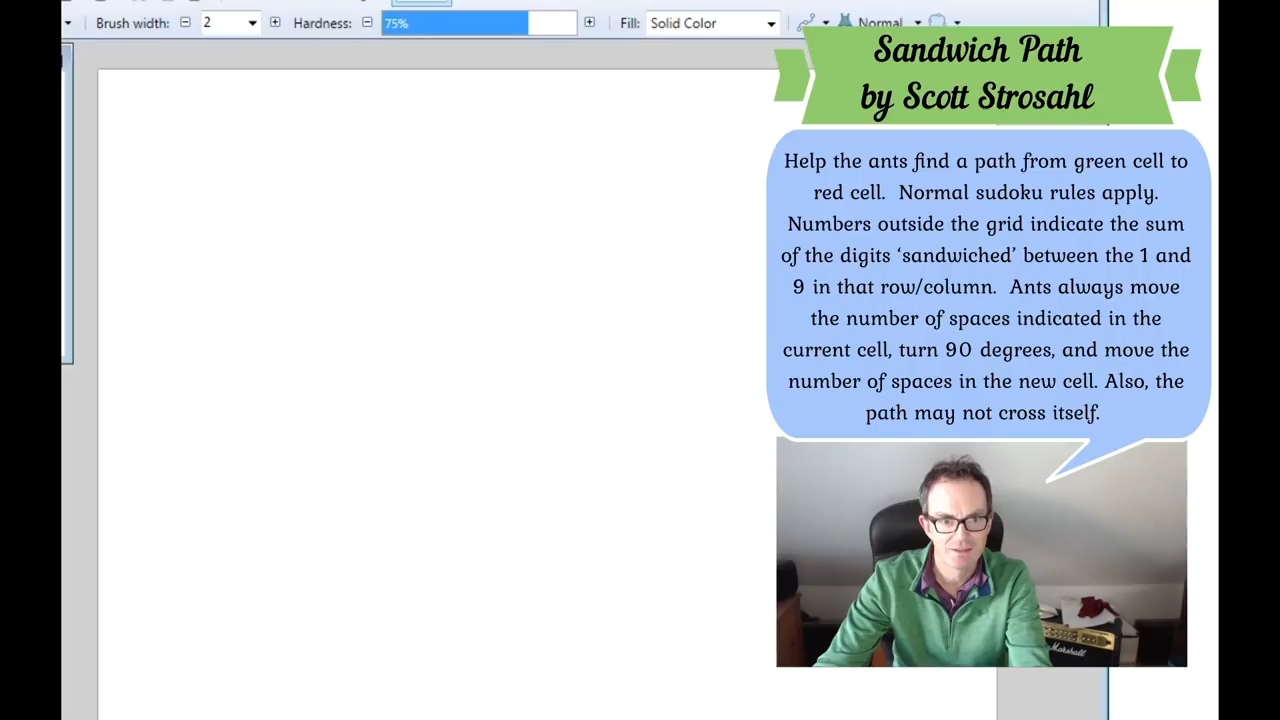 Brush width: 2 Hardness: 75% Fill: Solid Color Normal
Sandwich Path
by Scott Strosahl
Help the ants find a path from green cell to
red cell. Normal sudoku rules apply.
Numbers outside the grid indicate the sum
of the digits ‘sandwiched’ between the 1 and
9 in that row/column. Ants always move
the number of spaces indicated in the
current cell, turn 90 degrees, and move the
number of spaces in the new cell. Also, the
path may not cross itself.
Marshall